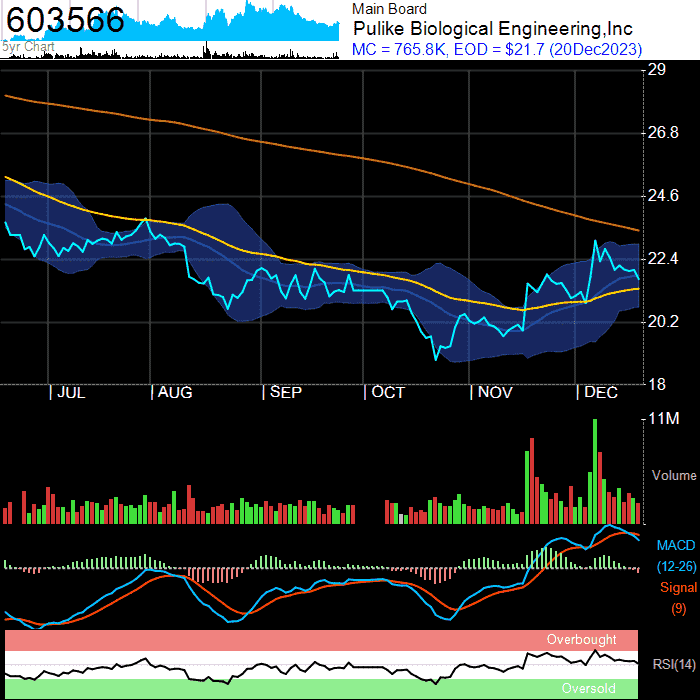 603566
5yr Chart
Main Board
Pulike Biological Engineering,Inc
MC = 765.8K, EOD = $21.7 (20Dec2023)
29
26.8
24.6
22.4
20.2
18
| JUL | AUG | SEP | OCT | NOV | DEC
11M
Volume
MACD
(12-26)
Signal
(9)
Overbought
RSI(14)
Oversold